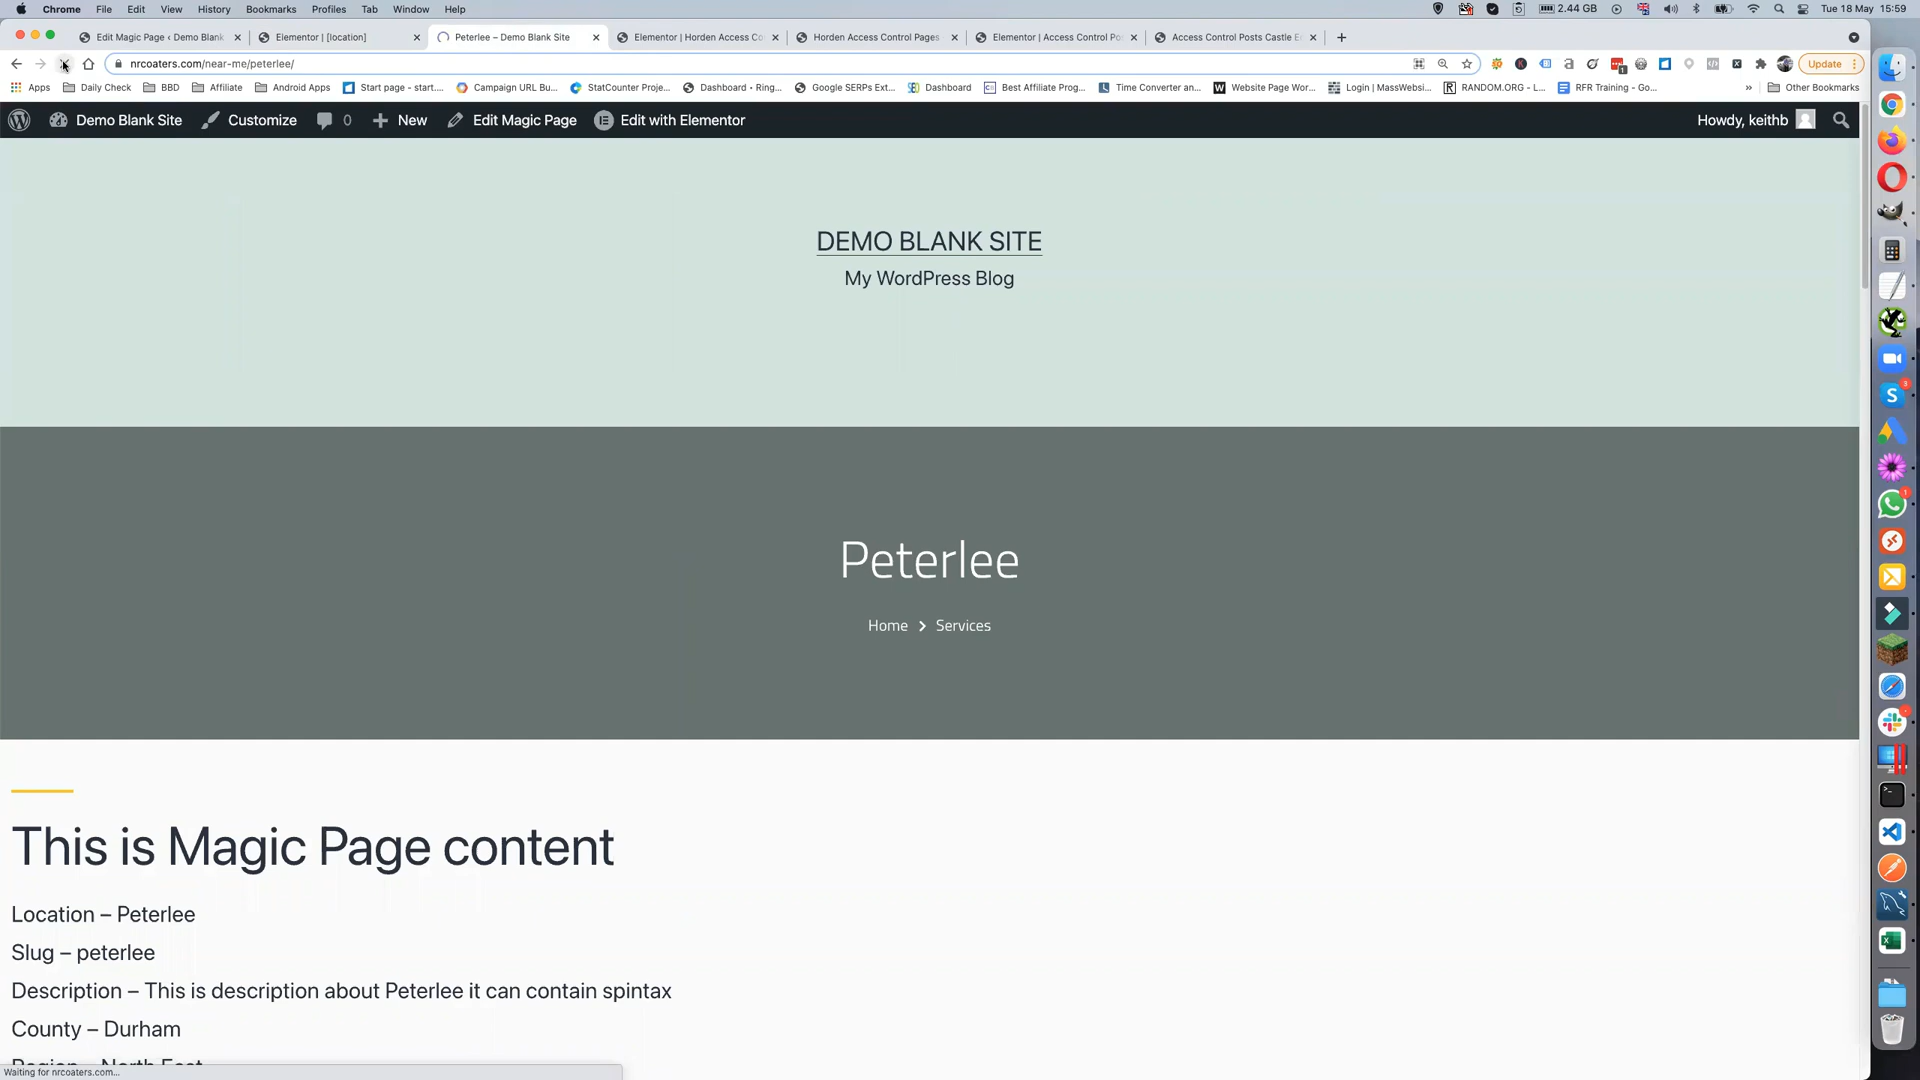 Chrome File Edit View History Bookmarks Profiles Tab Window Help 2.44 GB Tue 18 May 15:59
Edit Magic Page ‹ Demo Blank
Elementor | [location]
Peterlee – Demo Blank Site
Elementor | Horden Access Co
Horden Access Control Pages
Elementor | Access Control Po
Access Control Posts Castle E
nrcoaters.com/near-me/peterlee/
Update
Apps Daily Check BBD Affiliate Android Apps Start page - start.... Campaign URL Bu... StatCounter Proje... Dashboard • Ring... Google SERPs Ext... Dashboard Best Affiliate Prog... Time Converter an... Website Page Wor... Login | MassWebsi... RANDOM.ORG - L... RFR Training - Go... » Other Bookmarks
Demo Blank Site Customize 0 New Edit Magic Page Edit with Elementor Howdy, keithb
DEMO BLANK SITE
My WordPress Blog
Peterlee
Home Services
This is Magic Page content
Location – Peterlee
Slug – peterlee
Description – This is description about Peterlee it can contain spintax
County – Durham
Region – North East
Waiting for nrcoaters.com...